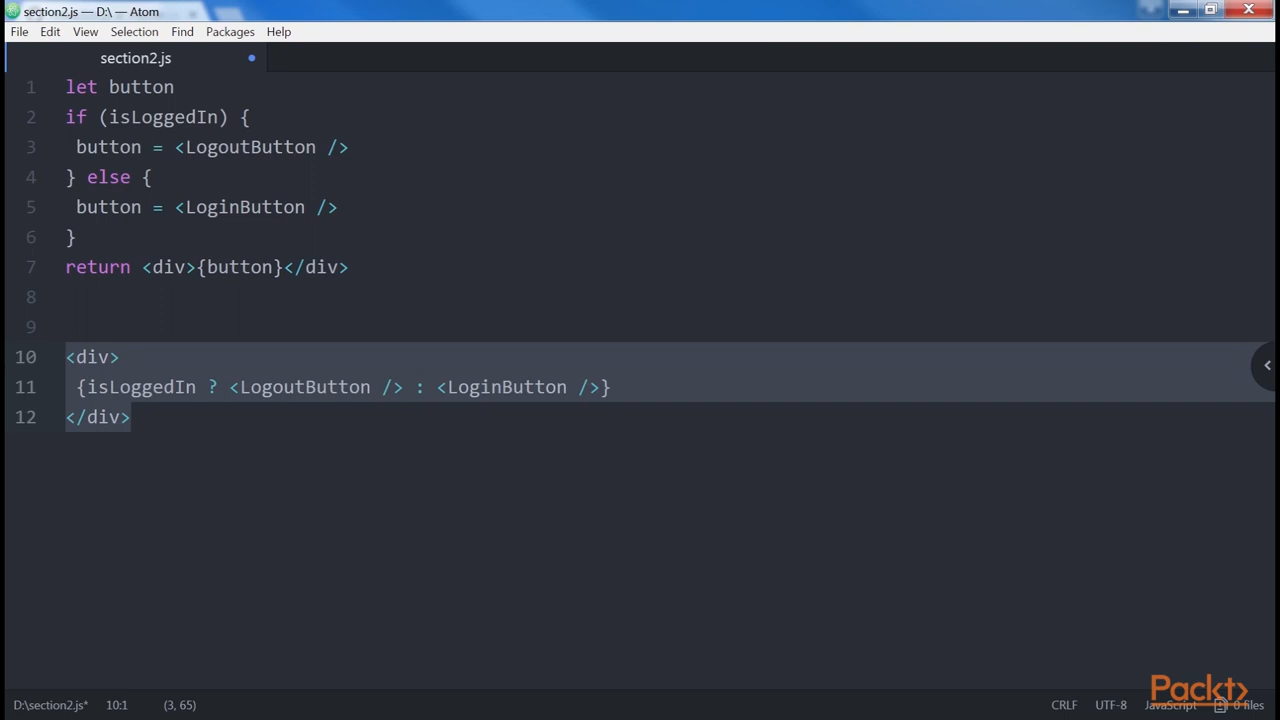 section2.js — D:\ — Atom
File Edit View Selection Find Packages Help
section2.js
1 let button
2 if (isLoggedIn) {
3  button = <LogoutButton />
4 } else {
5  button = <LoginButton />
6 }
7 return <div>{button}</div>
8
9
10 <div>
11  {isLoggedIn ? <LogoutButton /> : <LoginButton />}
12 </div>
Packt>
D:\section2.js* 10:1 (3, 65) CRLF UTF-8 JavaScript 0 files